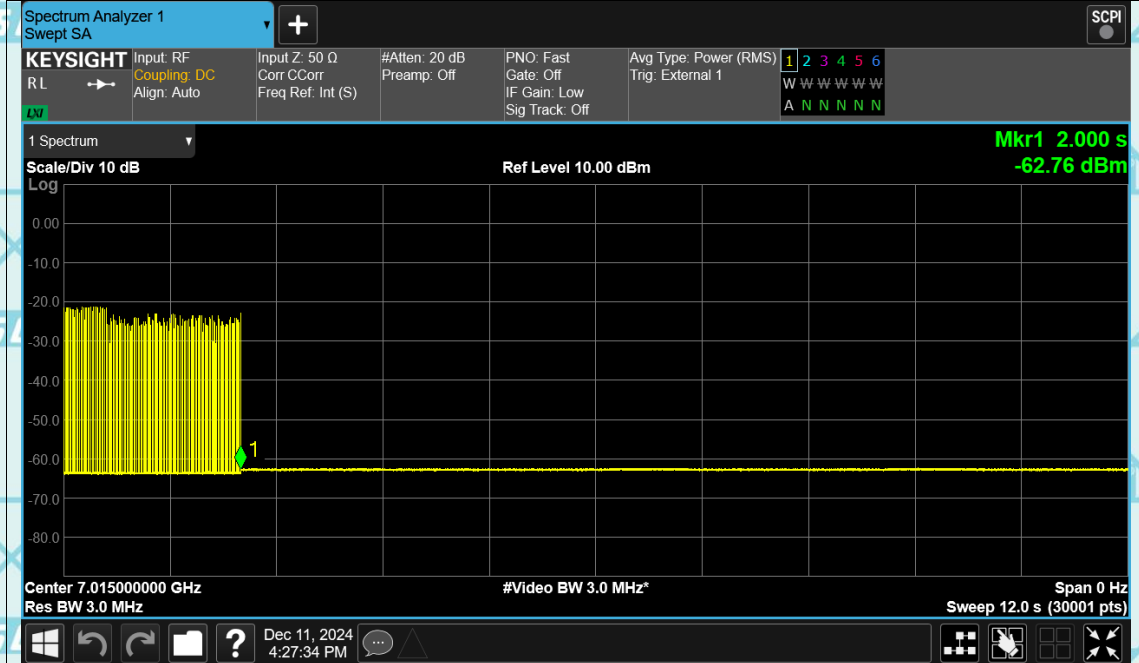 Spectrum Analyzer 1
Swept SA
+
SCPI
KEYSIGHT
RL
LXI
Input: RF
Coupling: DC
Align: Auto
Input Z: 50 Ω
Corr CCorr
Freq Ref: Int (S)
#Atten: 20 dB
Preamp: Off
PNO: Fast
Gate: Off
IF Gain: Low
Sig Track: Off
Avg Type: Power (RMS)
Trig: External 1
1 2 3 4 5 6
W W W W W W
A N N N N N
1 Spectrum
Mkr1 2.000 s
-62.76 dBm
Scale/Div 10 dB
Ref Level 10.00 dBm
Log
0.00
-10.0
-20.0
-30.0
-40.0
-50.0
-60.0
-70.0
-80.0
1
Center 7.015000000 GHz
#Video BW 3.0 MHz*
Span 0 Hz
Res BW 3.0 MHz
Sweep 12.0 s (30001 pts)
?
Dec 11, 2024
4:27:34 PM